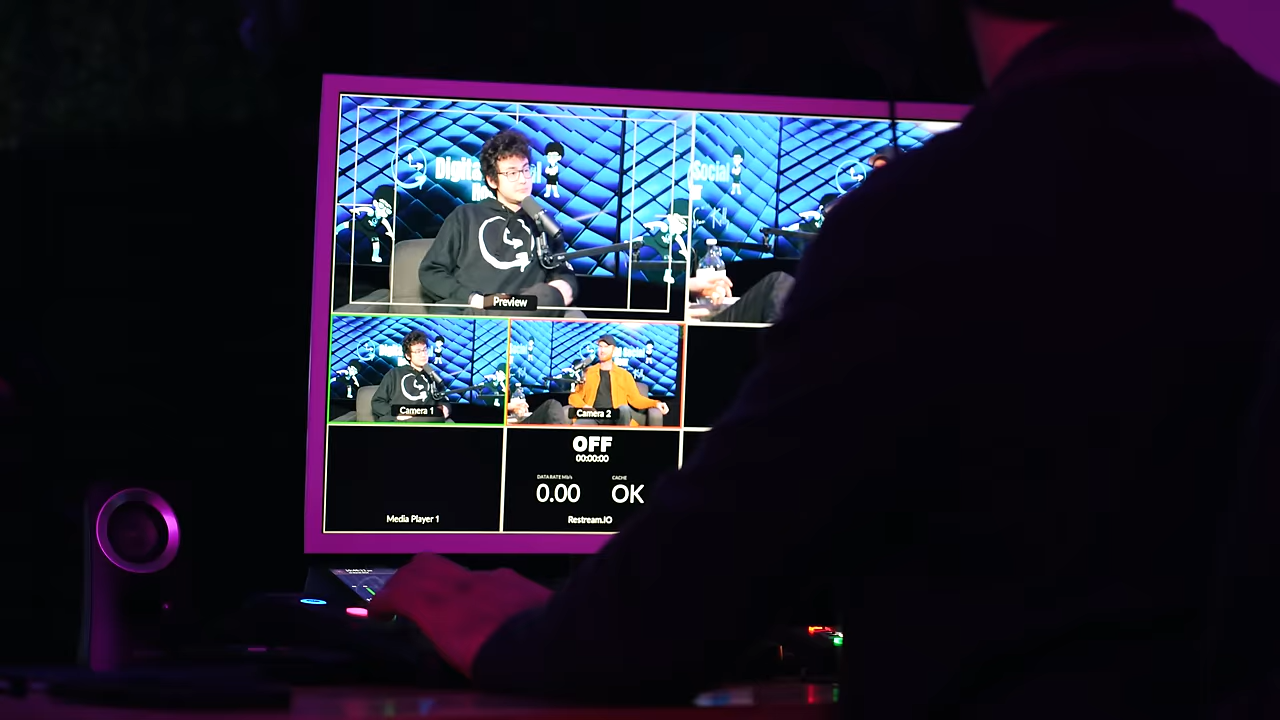 Digital
Social
Preview
Social
Camera 1
Camera 2
OFF
00:00:00
DATA RATE Mb/s
CACHE
0.00
OK
Media Player 1
Restream.IO